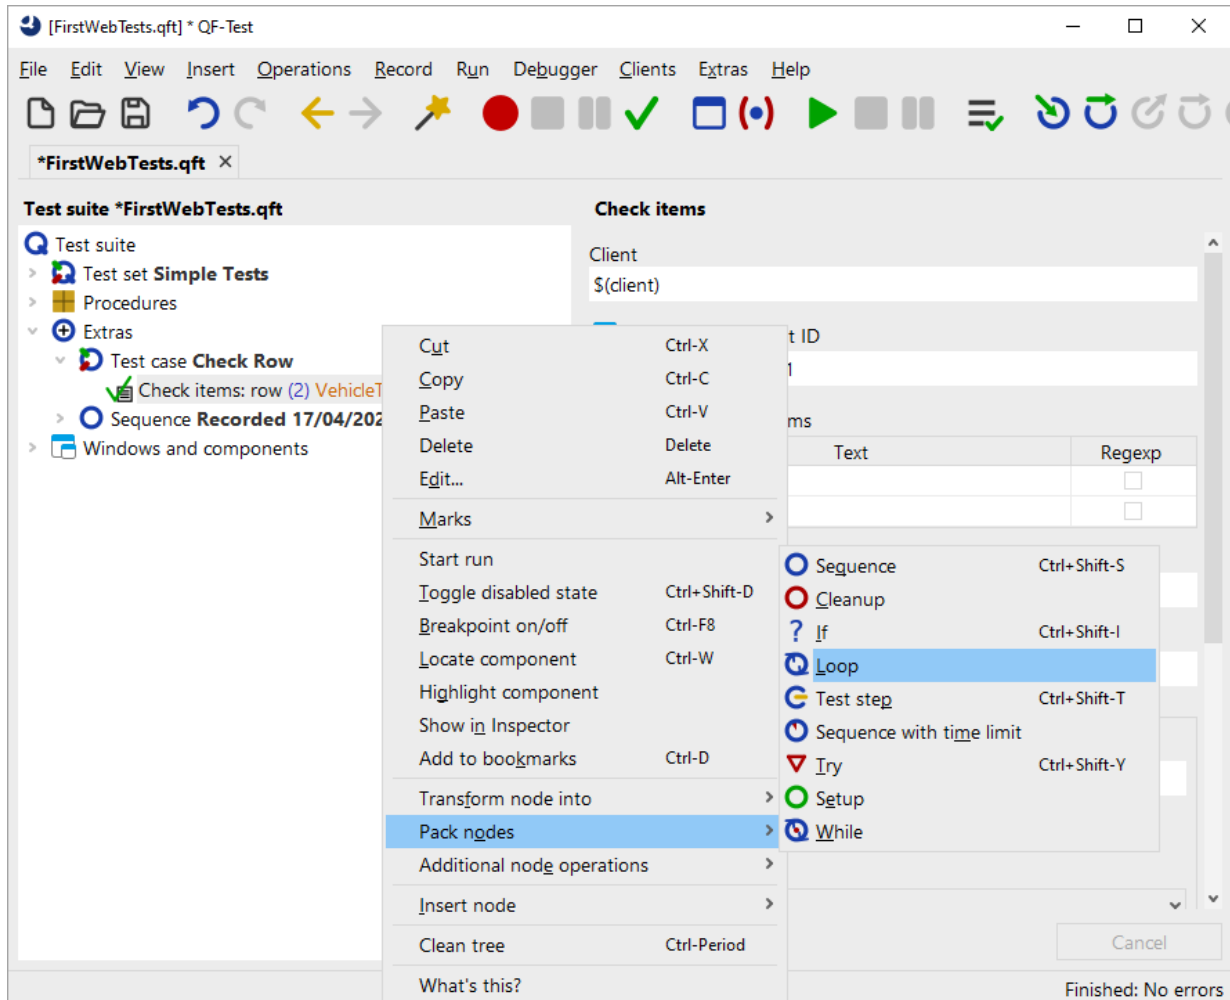 [FirstWebTests.qft] * QF-Test
File Edit View Insert Operations Record Run Debugger Clients Extras Help
*FirstWebTests.qft
Test suite *FirstWebTests.qft
Test suite
Test set Simple Tests
Procedures
Extras
Test case Check Row
Check items: row (2) VehicleT
Sequence Recorded 17/04/202
Windows and components
Check items
Client
$(client)
t ID
1
ms
Text Regexp
Cut Ctrl-X
Copy Ctrl-C
Paste Ctrl-V
Delete Delete
Edit... Alt-Enter
Marks
Start run
Toggle disabled state Ctrl+Shift-D
Breakpoint on/off Ctrl-F8
Locate component Ctrl-W
Highlight component
Show in Inspector
Add to bookmarks Ctrl-D
Transform node into
Pack nodes
Additional node operations
Insert node
Clean tree Ctrl-Period
What's this?
Sequence Ctrl+Shift-S
Cleanup
If Ctrl+Shift-I
Loop
Test step Ctrl+Shift-T
Sequence with time limit
Try Ctrl+Shift-Y
Setup
While
Cancel
Finished: No errors